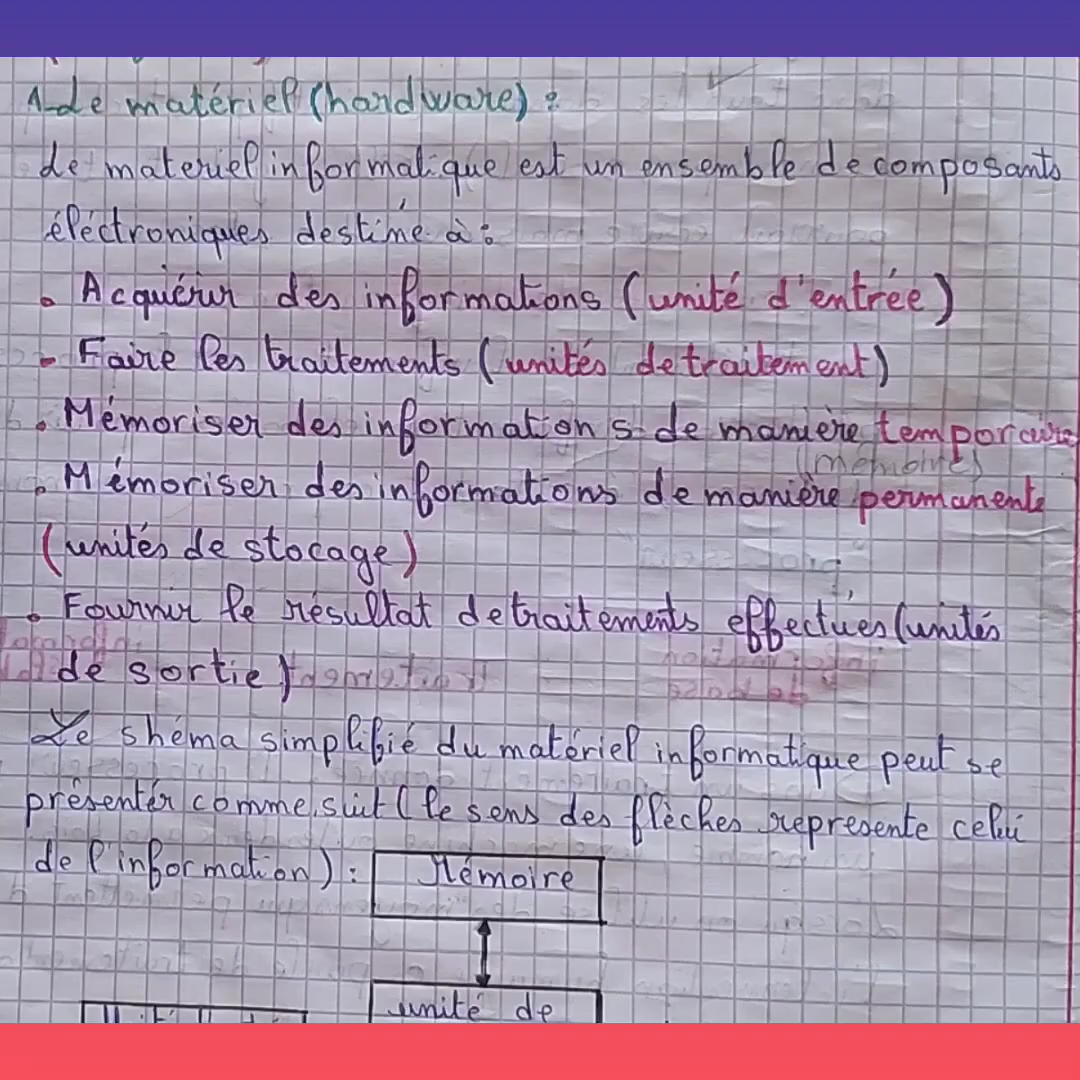 1-Le matériel (hardware) :
Le materiel informatique est un ensemble de composants
éléctroniques destiné à :
• Acquérir des informations (unité d'entrée)
• Faire les traitements (unités de traitement)
• Mémoriser des informations de manière temporaire
(mémoire)
• Mémoriser des informations de manière permanente
(unités de stocage)
• Fournir le résultat de traitements effectués (unités
de sortie)
Le shéma simplifié du matériel informatique peut se
présentér comme suit (le sens des flèches represente celui
de l'information) :
Mémoire
unité de